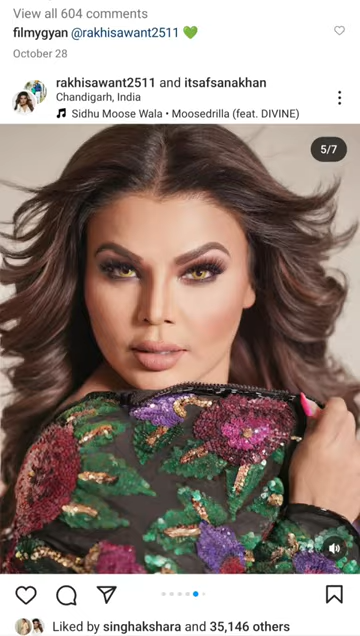 View all 604 comments
filmygyan @rakhisawant2511 💚
October 28
rakhisawant2511 and itsafsanakhan
Chandigarh, India
Sidhu Moose Wala • Moosedrilla (feat. DIVINE)
5/7
Liked by singhakshara and 35,146 others